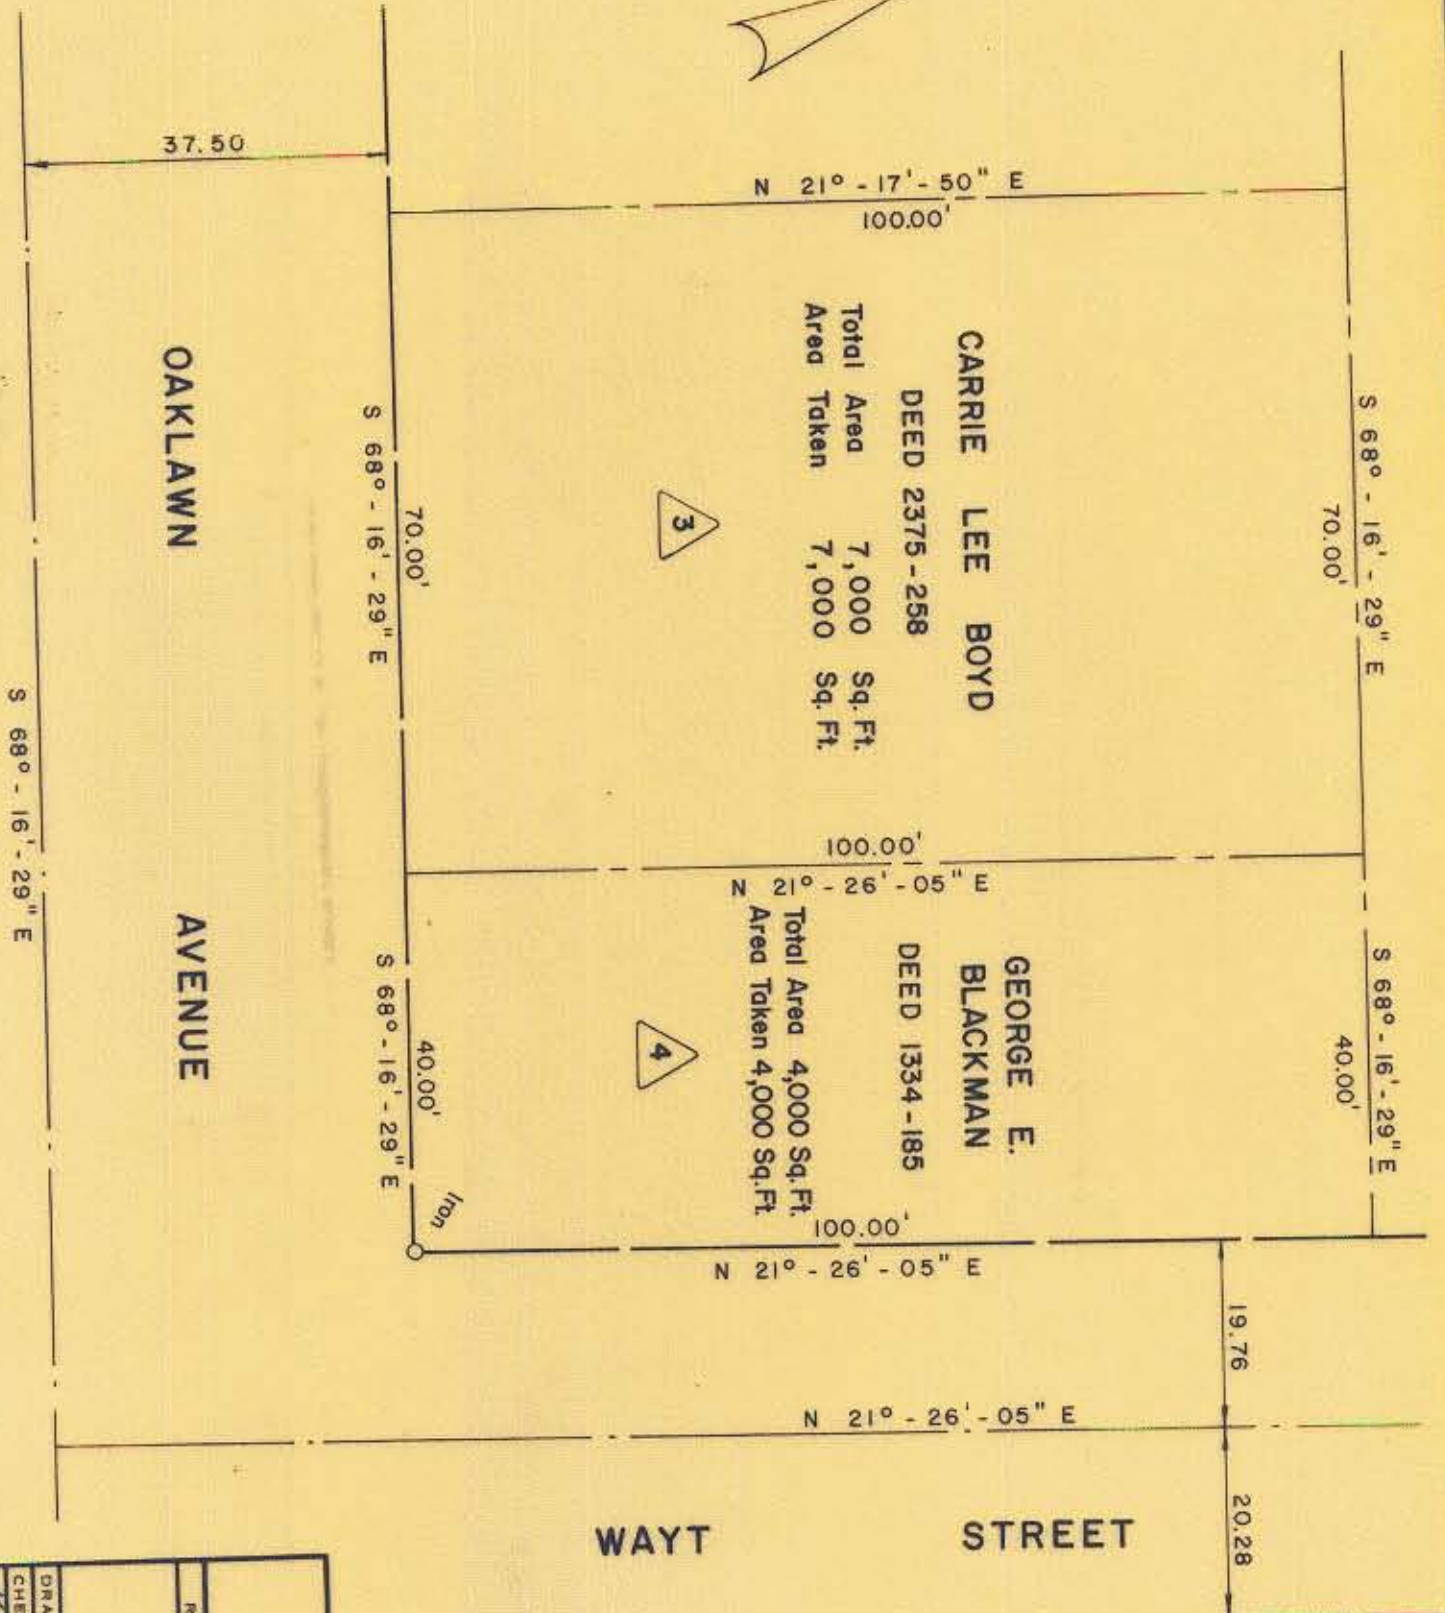 37.50
N 21° - 17' - 50" E
100.00'
S 68° - 16' - 29" E
70.00'
CARRIE LEE BOYD
DEED 2375-258
Total Area 7,000 Sq. Ft.
Area Taken 7,000 Sq. Ft.
3
70.00'
S 68° - 16' - 29" E
OAKLAWN AVENUE
S 68° - 16' - 29" E
100.00'
N 21° - 26' - 05" E
S 68° - 16' - 29" E
40.00'
GEORGE E.
BLACKMAN
DEED 1334-185
Total Area 4,000 Sq. Ft.
Area Taken 4,000 Sq. Ft.
4
40.00'
S 68° - 16' - 29" E
Iron
100.00'
N 21° - 26' - 05" E
19.76
N 21° - 26' - 05" E
20.28
WAYT STREET
R
DRA
CHE